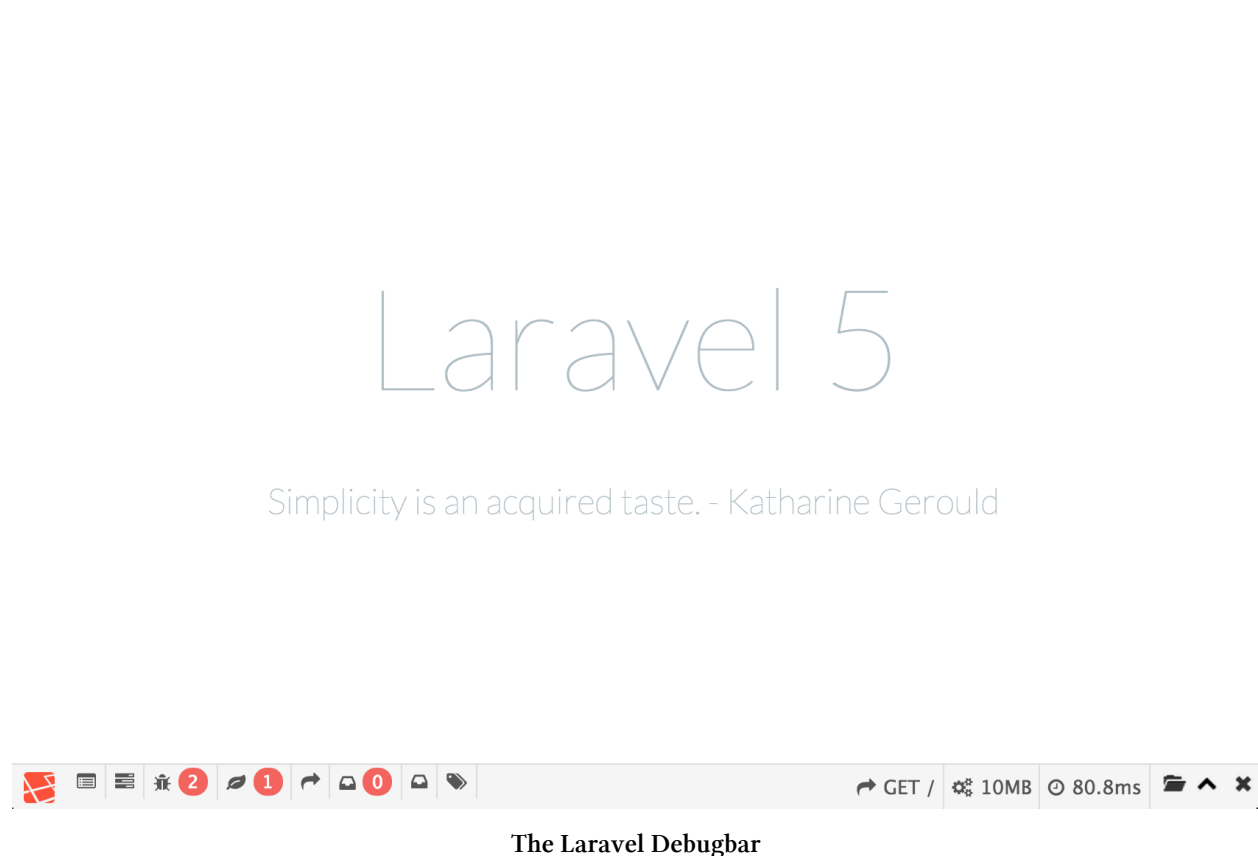 Laravel 5
Simplicity is an acquired taste. - Katharine Gerould
2 1 0 GET / 10MB 80.8ms
The Laravel Debugbar